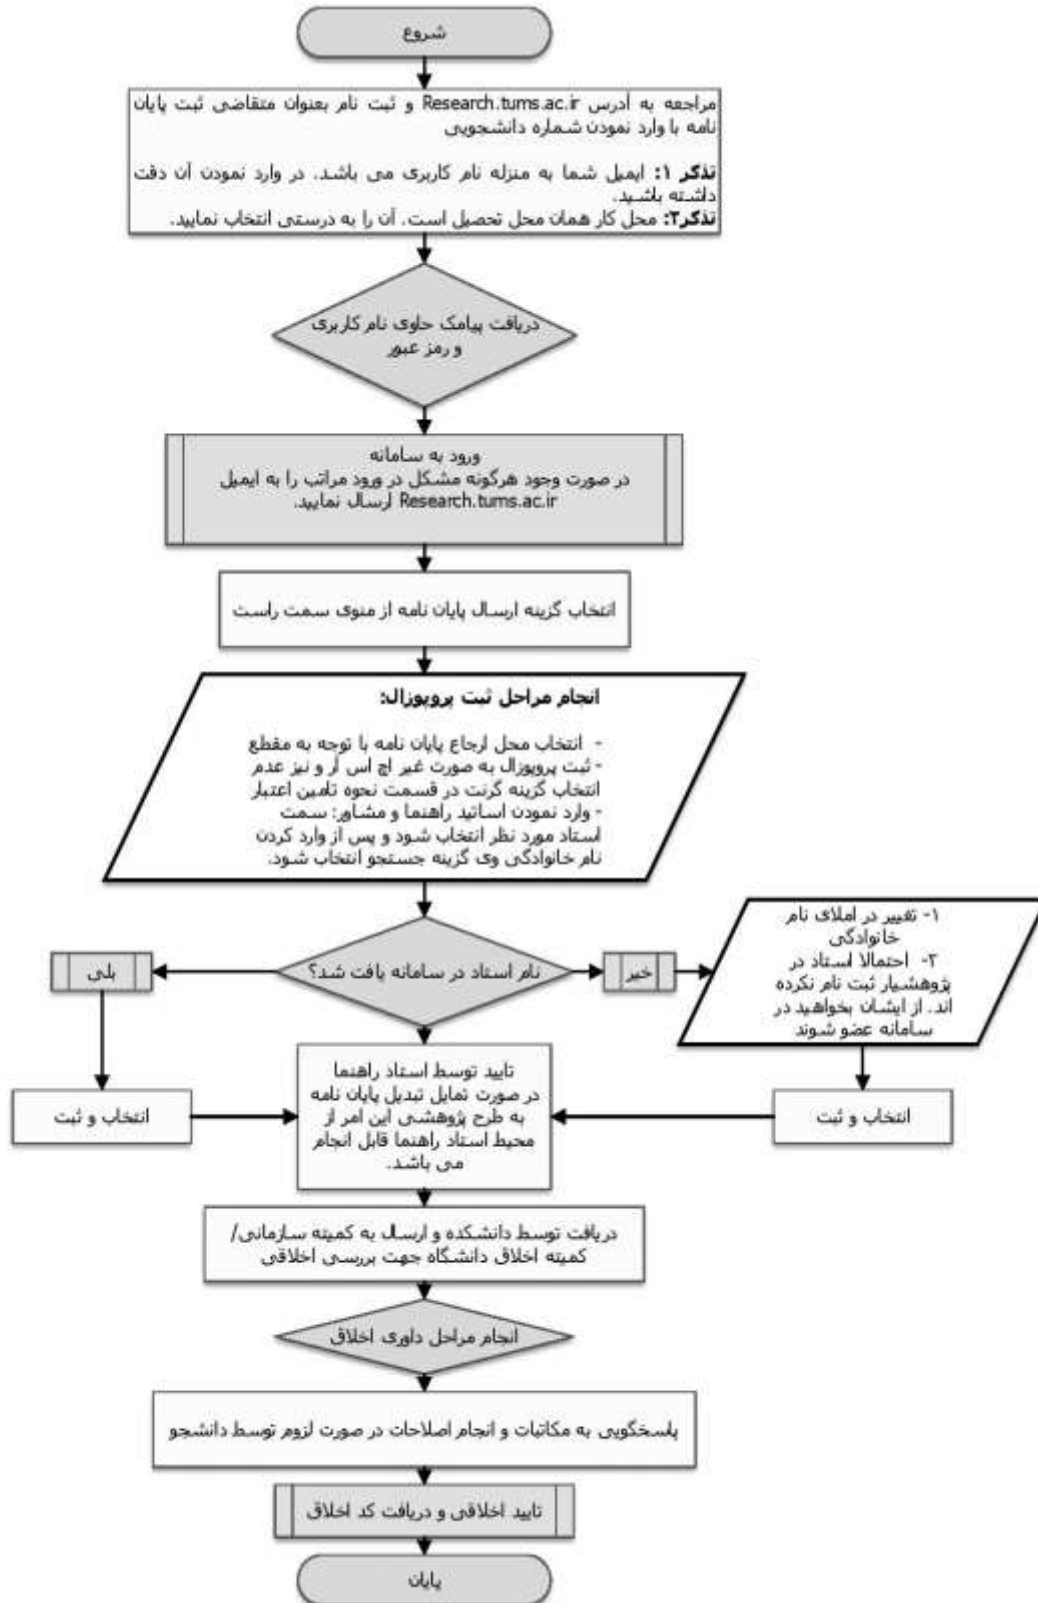 شروع
مراجعه به آدرس Research.tums.ac.ir و ثبت نام بعنوان متقاضی ثبت پایان
نامه با وارد نمودن شماره دانشجویی
تذکر ۱: ایمیل شما به منزله نام کاربری می باشد. در وارد نمودن آن دقت
داشته باشید.
تذکر۲: محل کار همان محل تحصیل است. آن را به درستی انتخاب نمایید.
دریافت پیامک حاوی نام کاربری
و رمز عبور
ورود به سامانه
در صورت وجود هرگونه مشکل در ورود مراتب را به ایمیل
Research.tums.ac.ir ارسال نمایید.
انتخاب گزینه ارسال پایان نامه از منوی سمت راست
انجام مراحل ثبت پروپوزال:
- انتخاب محل ارجاع پایان نامه با توجه به مقطع
- ثبت پروپوزال به صورت غیر اچ اس آر و نیز عدم
انتخاب گزینه گرنت در قسمت نحوه تامین اعتبار
- وارد نمودن اساتید راهنما و مشاور: سمت
استاد مورد نظر انتخاب شود و پس از وارد کردن
نام خانوادگی وی گزینه جستجو انتخاب شود.
نام استاد در سامانه یافت شد؟
خیر
بلی
۱- تغییر در املای نام
خانوادگی
۲- احتمالا استاد در
پژوهشیار ثبت نام نکرده
اند. از ایشان بخواهید در
سامانه عضو شوند
انتخاب و ثبت
تایید توسط استاد راهنما
در صورت تمایل تبدیل پایان نامه
به طرح پژوهشی این امر از
محیط استاد راهنما قابل انجام
می باشد.
انتخاب و ثبت
دریافت توسط دانشکده و ارسال به کمیته سازمانی/
کمیته اخلاق دانشگاه جهت بررسی اخلاقی
انجام مراحل داوری اخلاق
پاسخگویی به مکاتبات و انجام اصلاحات در صورت لزوم توسط دانشجو
تایید اخلاقی و دریافت کد اخلاق
پایان